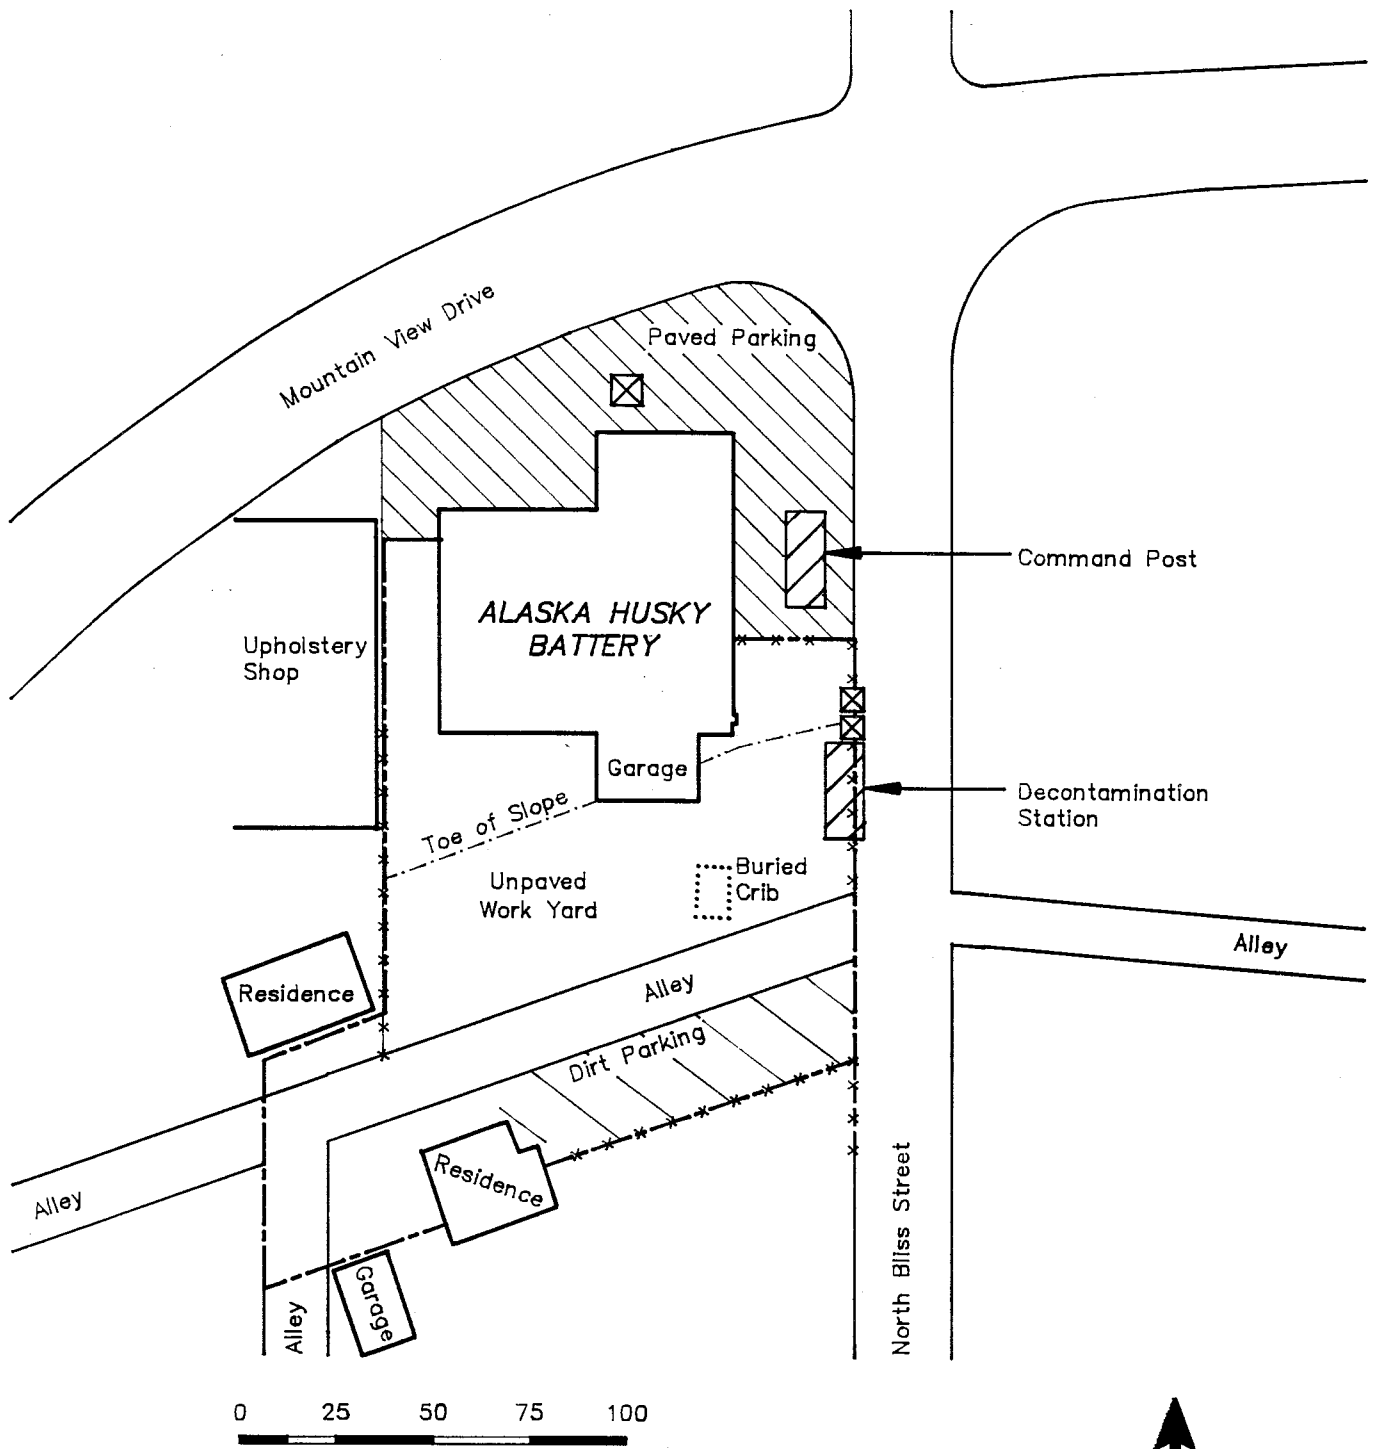 Mountain View Drive
Paved Parking
Command Post
ALASKA HUSKY
BATTERY
Upholstery
Shop
Garage
Decontamination
Station
Toe of Slope
Buried
Crib
Unpaved
Work Yard
Alley
Residence
Alley
Dirt Parking
Residence
Alley
North Bliss Street
Garage
Alley
0 25 50 75 100